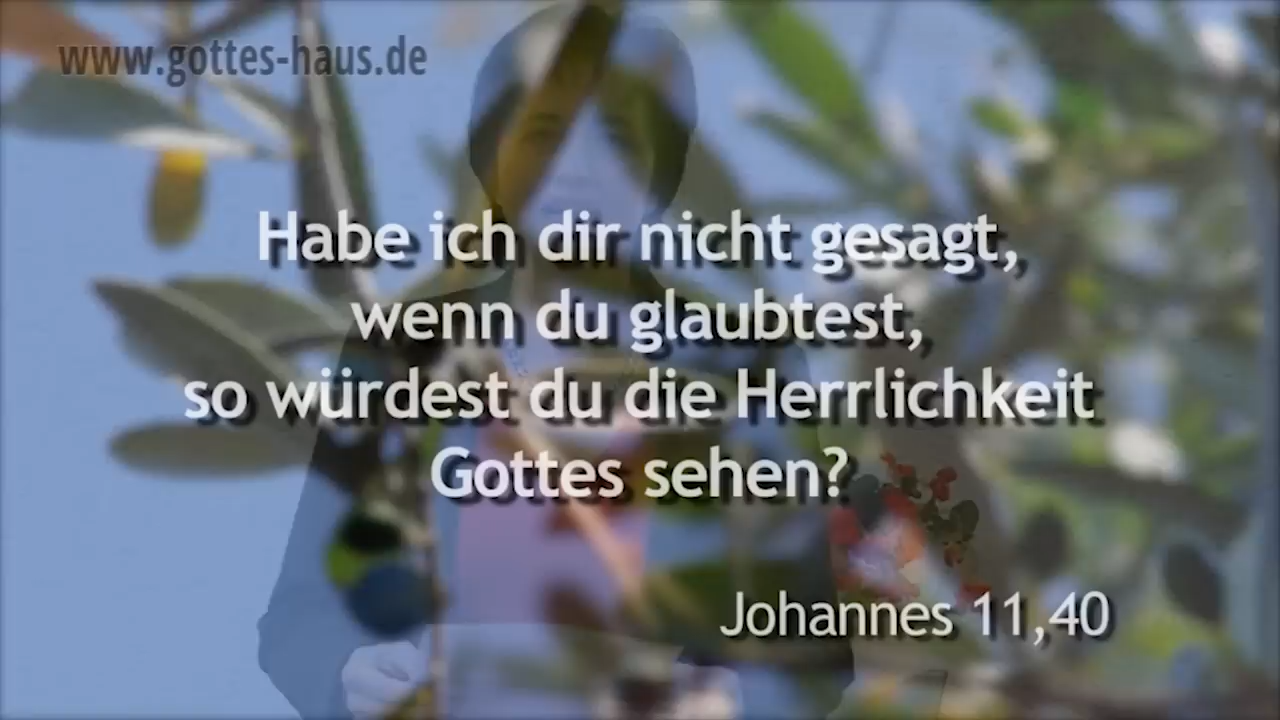 www.gottes-haus.de
Habe ich dir nicht gesagt,
wenn du glaubtest,
so würdest du die Herrlichkeit
Gottes sehen?
Johannes 11,40